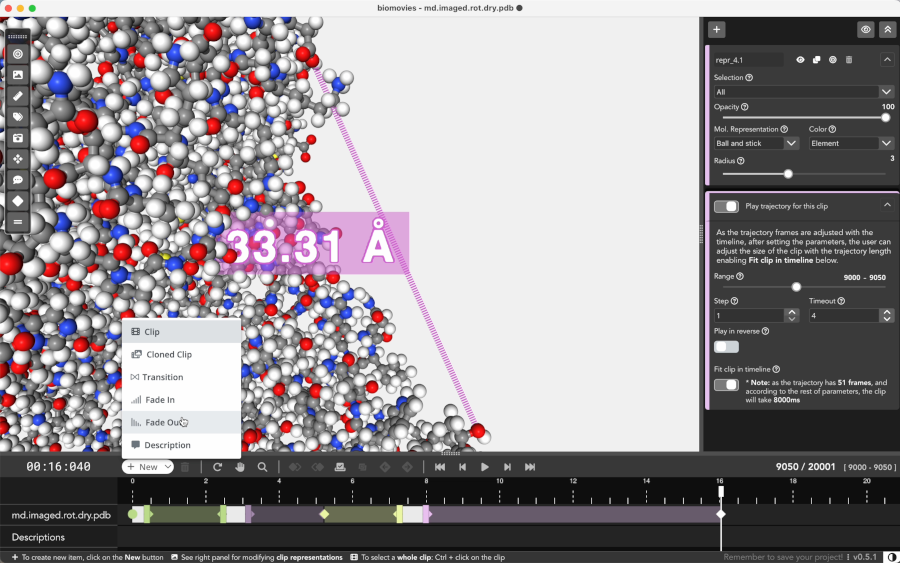 biomovies - md.imaged.rot.dry.pdb
repr_4.1
Selection
All
Opacity
100
Mol. Representation
Color
Ball and stick
Element
Radius
3
Play trajectory for this clip
As the trajectory frames are adjusted with the
timeline, after setting the parameters, the user can
adjust the size of the clip with the trajectory length
enabling Fit clip in timeline below.
Range
9000 - 9050
Step
Timeout
1
4
Play in reverse
Fit clip in timeline
* Note: as the trajectory has 51 frames, and
according to the rest of parameters, the clip
will take 8000ms
33.31 Å
Clip
Cloned Clip
Transition
Fade In
Fade Out
Description
00:16:040
+ New
9050 / 20001 [ 9000 - 9050 ]
0 2 4 6 8 10 12 14 16 18 20
md.imaged.rot.dry.pdb
Descriptions
+ To create new item, click on the New button
See right panel for modifying clip representations
To select a whole clip: Ctrl + click on the clip
Remember to save your project!
v0.5.1